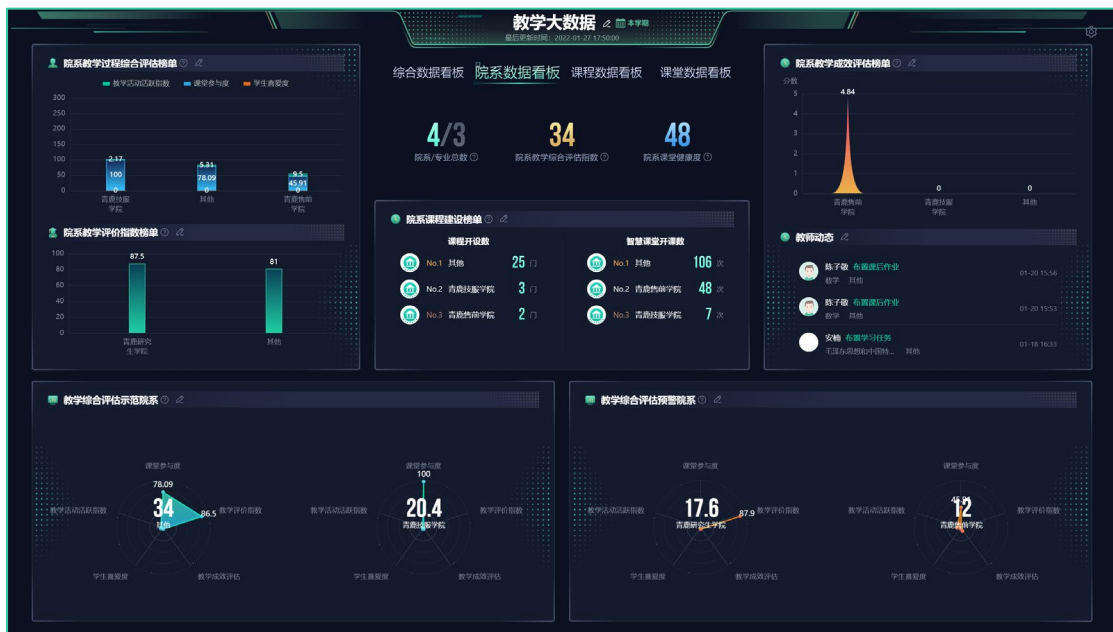 教学大数据 本学期
最后更新时间：2022-01-27 17:50:00
综合数据看板 院系数据看板 课程数据看板 课堂数据看板
4/3 34 48
院系/专业总数 院系教学综合评估指数 院系课堂健康度
院系教学过程综合评估榜单
教学活动活跃指数 课堂参与度 学生喜爱度
300
250
200
150
100
50
0
2.17 5.31 9.5
100 78.09 45.91
0 0 0
青鹿技服学院 其他 青鹿售前学院
院系教学评价指数榜单
100
80
60
40
20
0
87.5 81
青鹿研究生学院 其他
院系课程建设榜单
课程开设数 智慧课堂开课数
No.1 其他 25 门 No.1 其他 106 次
No.2 青鹿技服学院 3 门 No.2 青鹿售前学院 48 次
No.3 青鹿售前学院 2 门 No.3 青鹿技服学院 7 次
院系教学成效评估榜单
分数
5
4
3
2
1
0
4.84 0 0
青鹿售前学院 青鹿技服学院 其他
教师动态
陈子敬 布置课后作业 01-20 15:56
数学 其他
陈子敬 布置课后作业 01-20 15:53
数学 其他
安楠 布置学习任务 01-18 16:33
毛泽东思想和中国特... 其他
教学综合评估示范院系
课堂参与度 课堂参与度
78.09 100
教学活动活跃指数 34 86.5 教学评价指数 教学活动活跃指数 20.4 教学评价指数
其他 青鹿技服学院
学生喜爱度 教学成效评估 学生喜爱度 教学成效评估
教学综合评估预警院系
课堂参与度 课堂参与度
教学活动活跃指数 17.6 87.9 教学评价指数 教学活动活跃指数 12 教学评价指数
青鹿研究生学院 青鹿售前学院
学生喜爱度 教学成效评估 学生喜爱度 教学成效评估